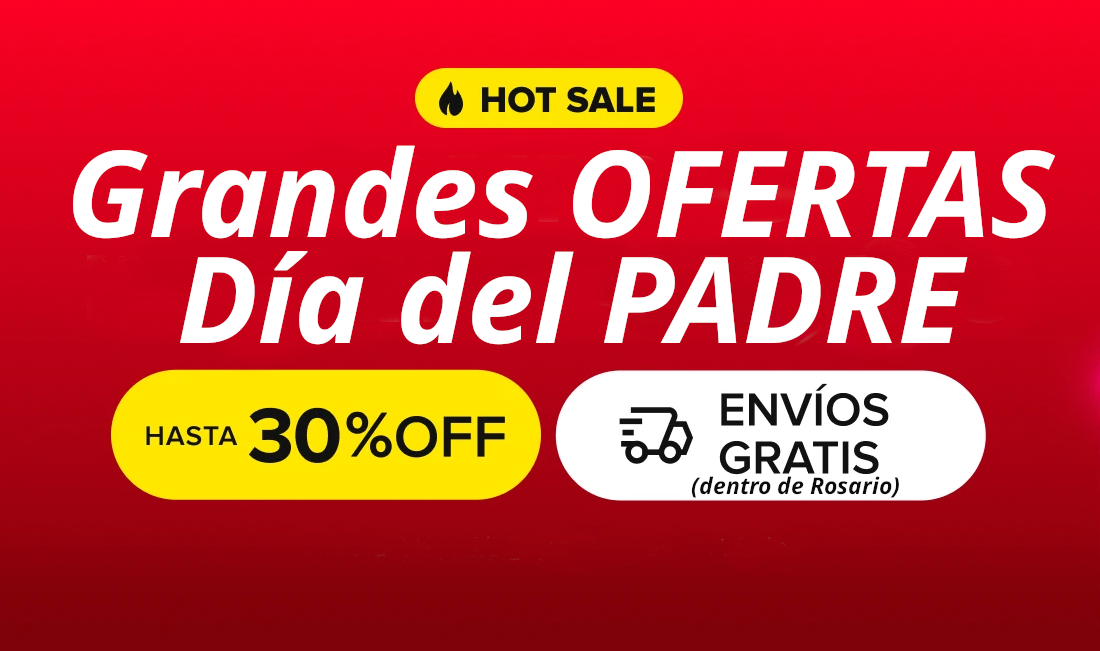 HOT SALE
Grandes OFERTAS
Día del PADRE
HASTA 30%OFF
ENVÍOS
GRATIS
(dentro de Rosario)